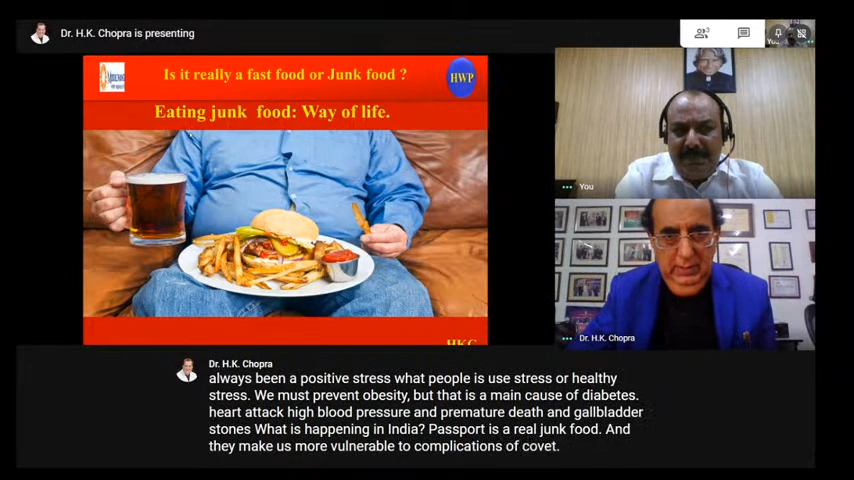 Dr. H.K. Chopra is presenting
Is it really a fast food or Junk food ?
HWP
Eating junk food: Way of life.
You
You
Dr. H.K. Chopra
Dr. H.K. Chopra
always been a positive stress what people is use stress or healthy
stress. We must prevent obesity, but that is a main cause of diabetes.
heart attack high blood pressure and premature death and gallbladder
stones What is happening in India? Passport is a real junk food. And
they make us more vulnerable to complications of covet.